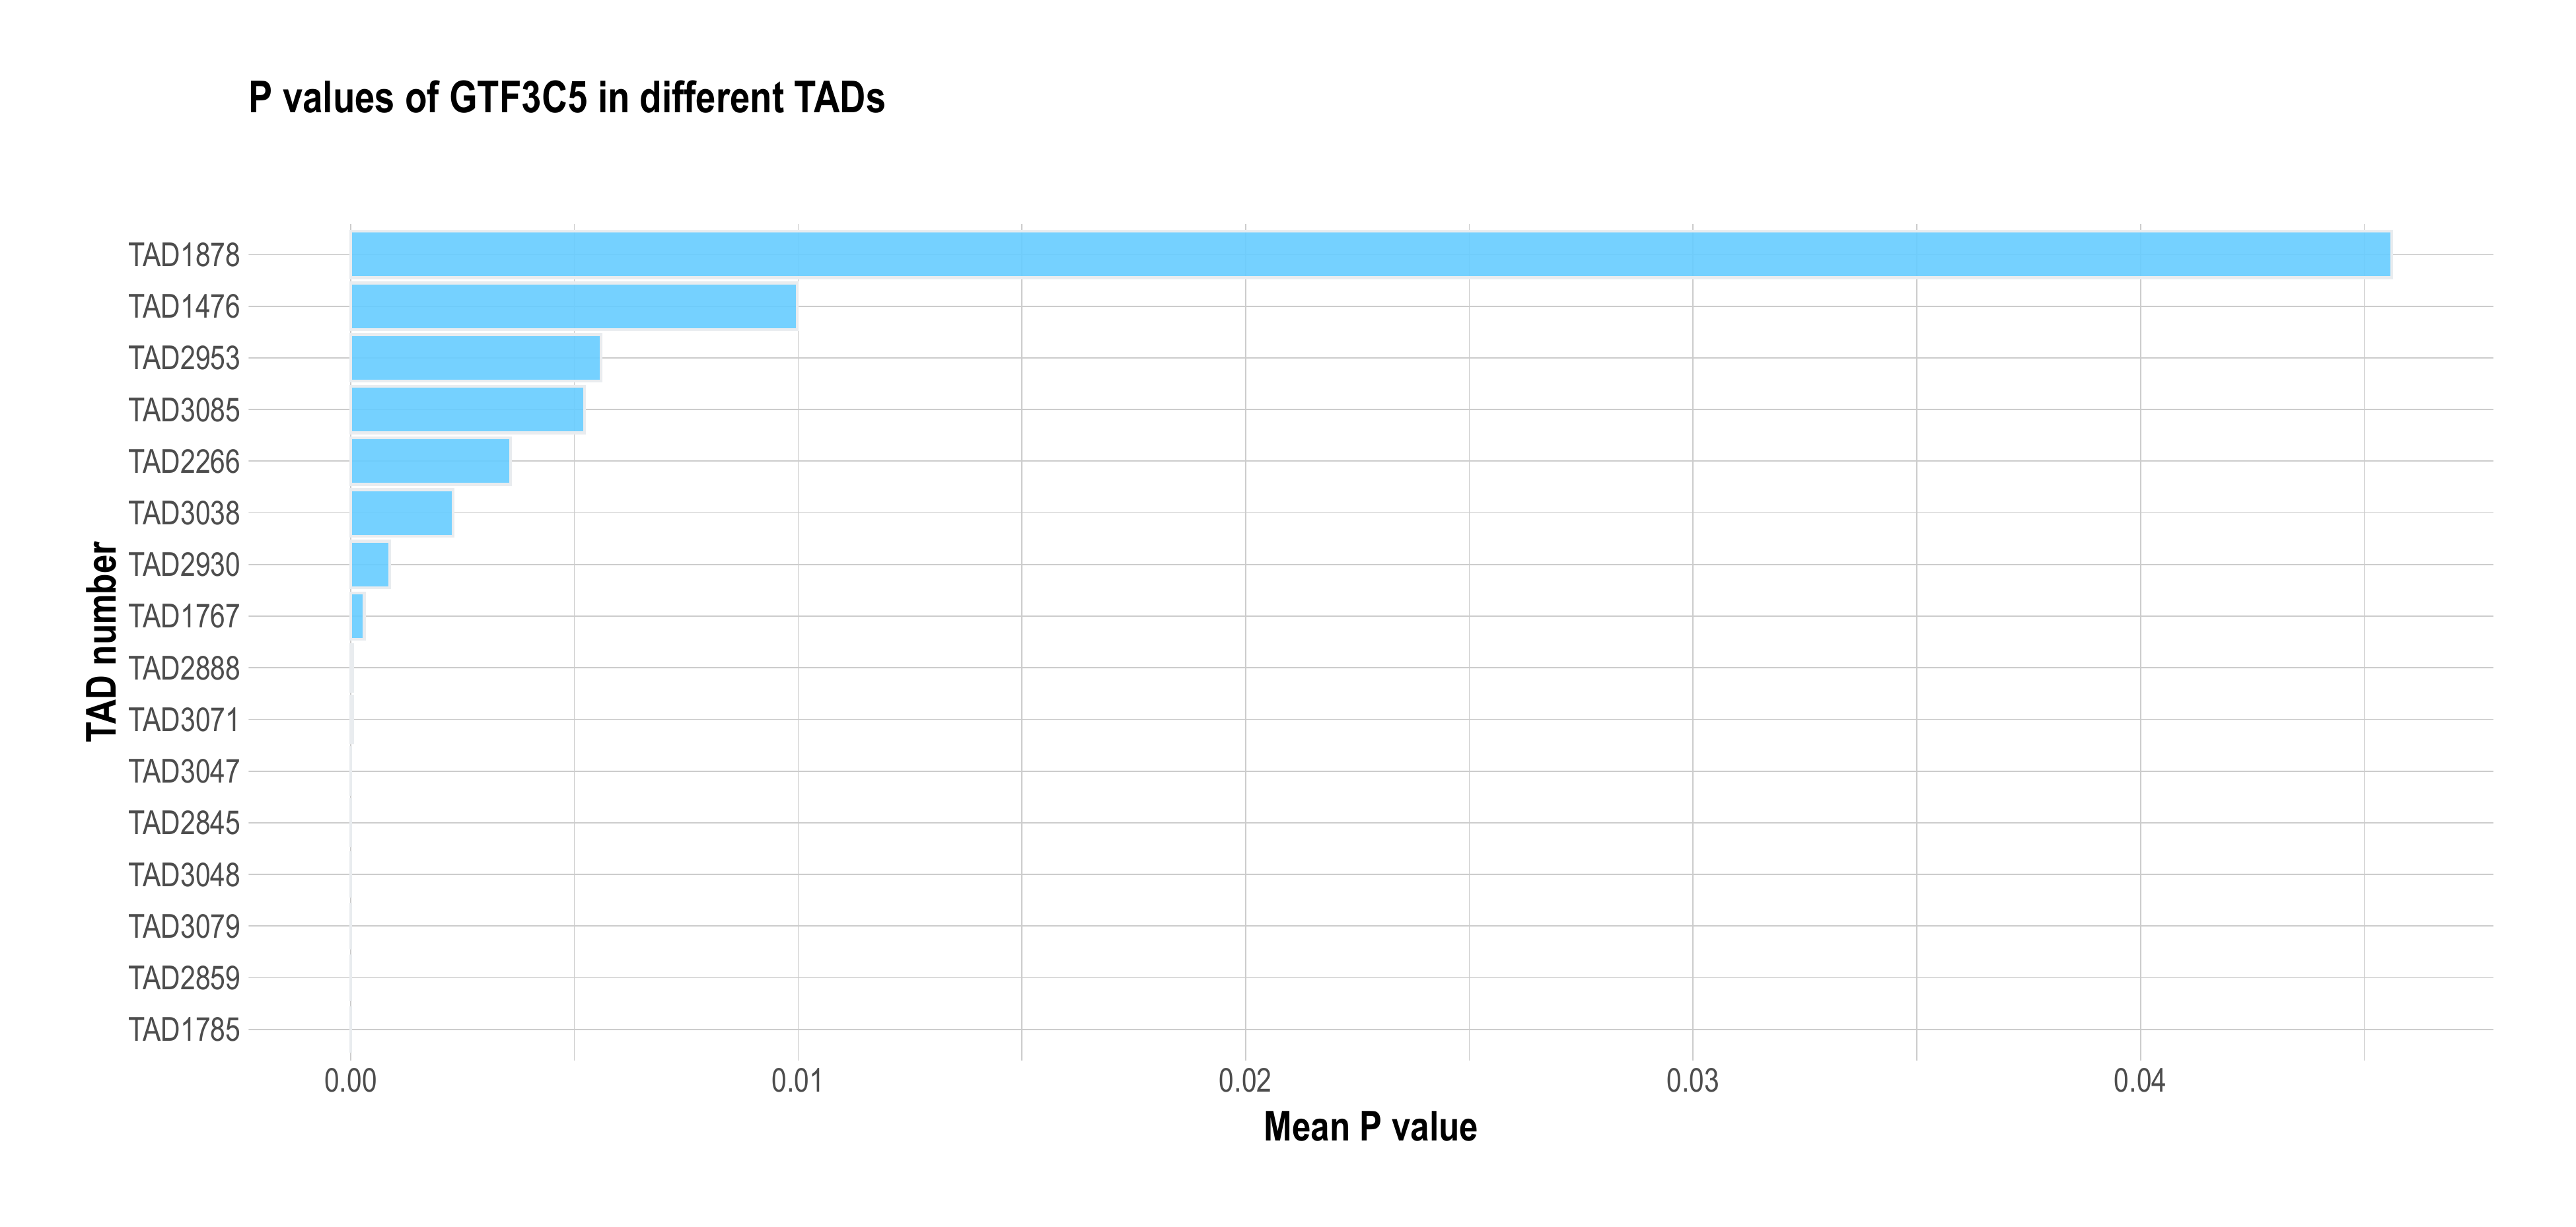 P values of GTF3C5 in different TADs
TAD number
TAD1878
TAD1476
TAD2953
TAD3085
TAD2266
TAD3038
TAD2930
TAD1767
TAD2888
TAD3071
TAD3047
TAD2845
TAD3048
TAD3079
TAD2859
TAD1785
0.00 0.01 0.02 0.03 0.04
Mean P value